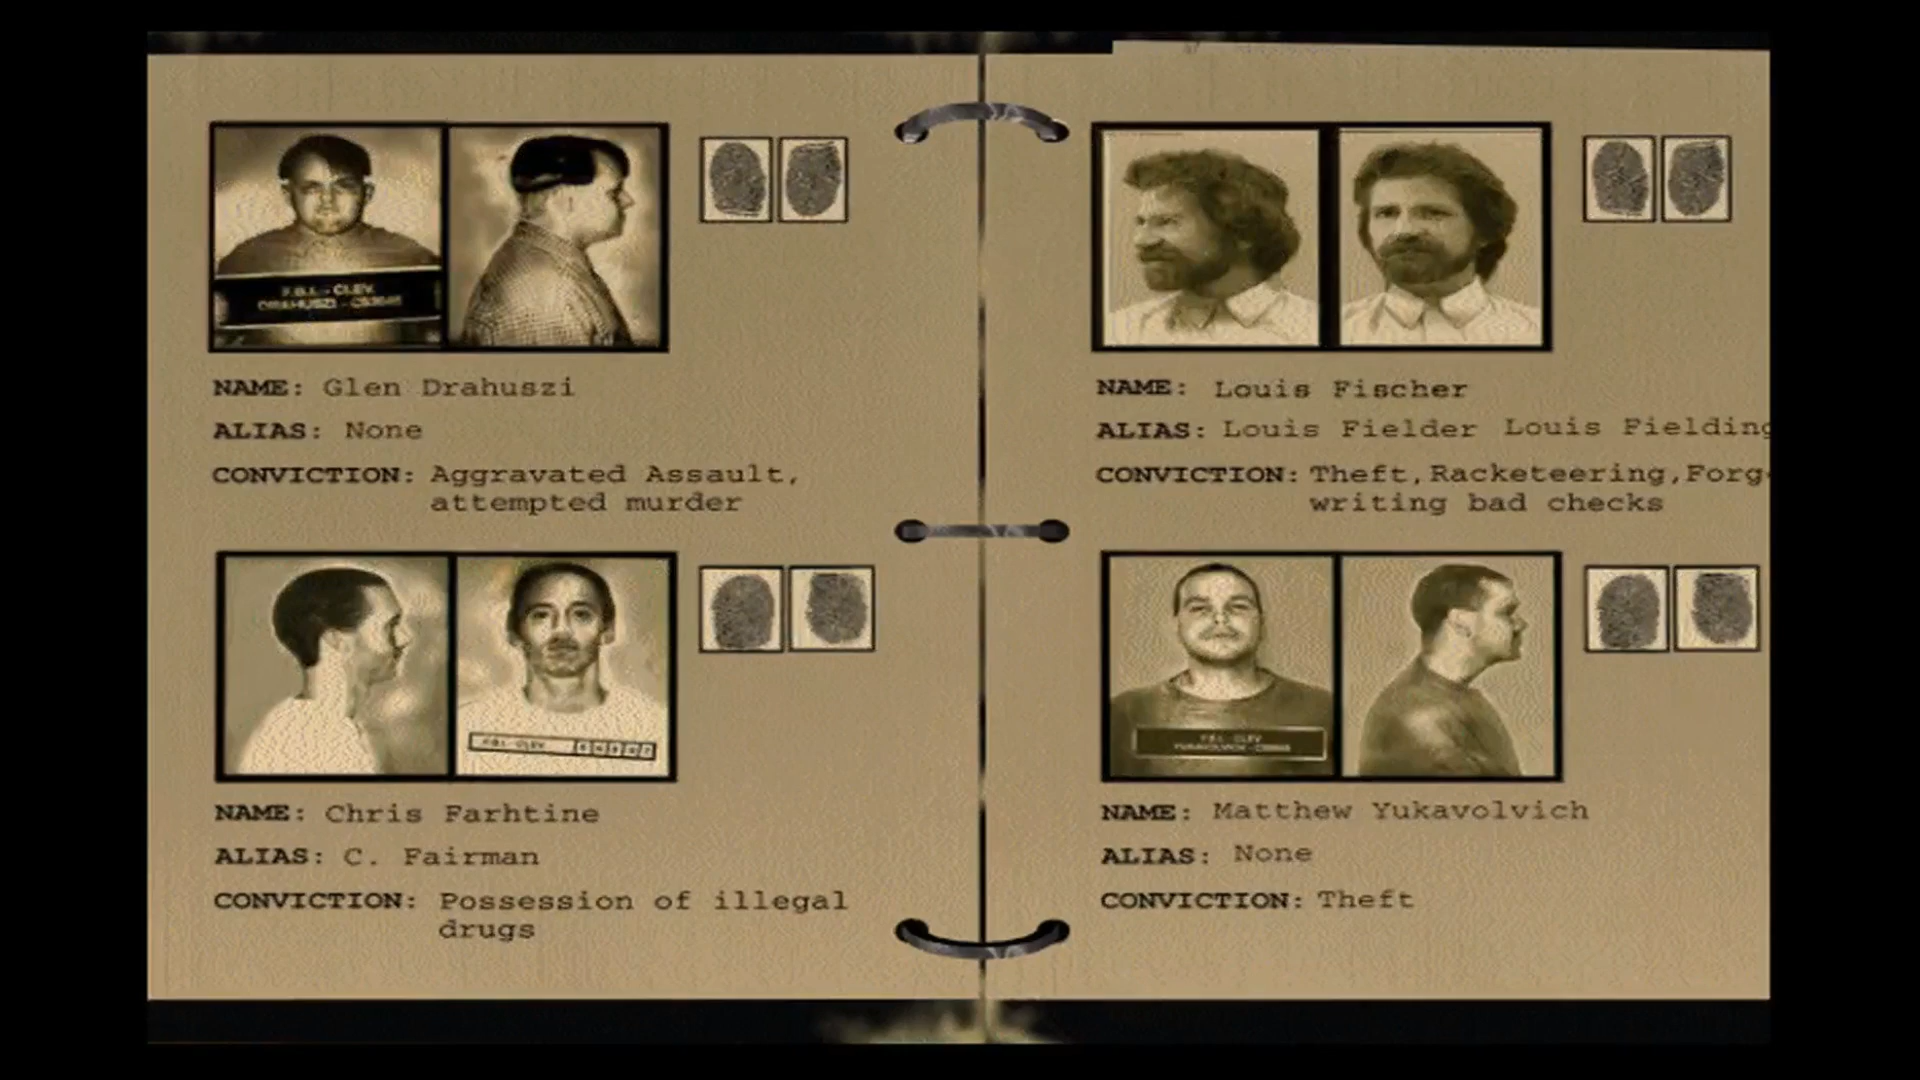 F.B.I. - CLEV.
NAME: Glen Drahuszi
ALIAS: None
CONVICTION: Aggravated Assault,
attempted murder
NAME: Louis Fischer
ALIAS: Louis Fielder Louis Fielding
CONVICTION: Theft,Racketeering,Forg
writing bad checks
NAME: Chris Farhtine
ALIAS: C. Fairman
CONVICTION: Possession of illegal
drugs
NAME: Matthew Yukavolvich
ALIAS: None
CONVICTION: Theft